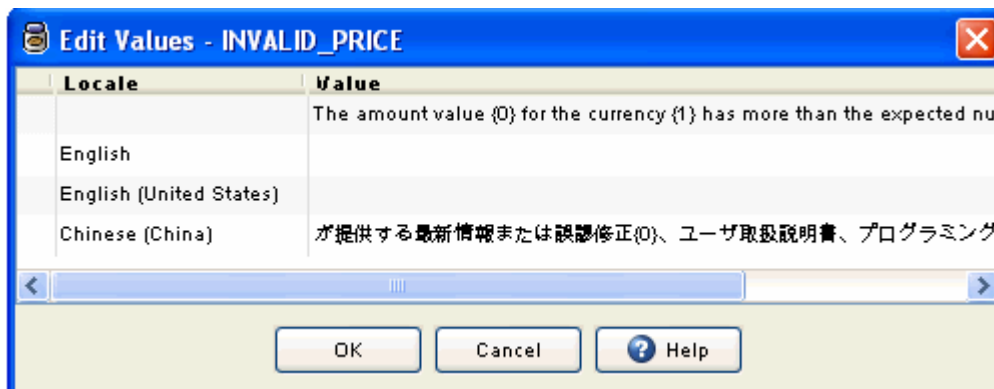 Edit Values - INVALID_PRICE
Locale Value
The amount value {0} for the currency {1} has more than the expected nu
English
English (United States)
Chinese (China) が提供する最新情報または誤謬修正{0}、ユーザ取扱説明書、プログラミング
OK Cancel Help